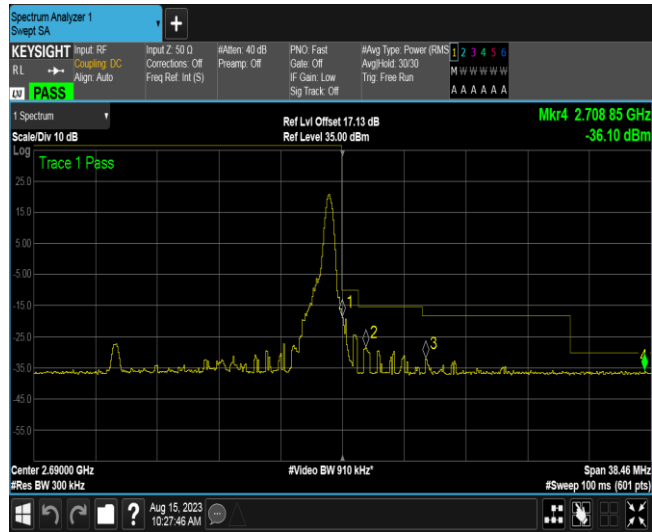 Spectrum Analyzer 1
Swept SA
+
KEYSIGHT
RL
LXI
PASS
Input: RF
Coupling: DC
Align: Auto
Input Z: 50 Ω
Corrections: Off
Freq Ref: Int (S)
#Atten: 40 dB
Preamp: Off
PNO: Fast
Gate: Off
IF Gain: Low
Sig Track: Off
#Avg Type: Power (RMS
Avg|Hold: 30/30
Trig: Free Run
1 2 3 4 5 6
M W W W W W
A A A A A A
1 Spectrum
Scale/Div 10 dB
Log
Ref Lvl Offset 17.13 dB
Ref Level 35.00 dBm
Mkr4 2.708 85 GHz
-36.10 dBm
Trace 1 Pass
25.0
15.0
5.00
-5.00
-15.0
-25.0
-35.0
-45.0
-55.0
1
2
3
4
Center 2.69000 GHz
#Res BW 300 kHz
#Video BW 910 kHz*
Span 38.46 MHz
#Sweep 100 ms (601 pts)
?
Aug 15, 2023
10:27:46 AM